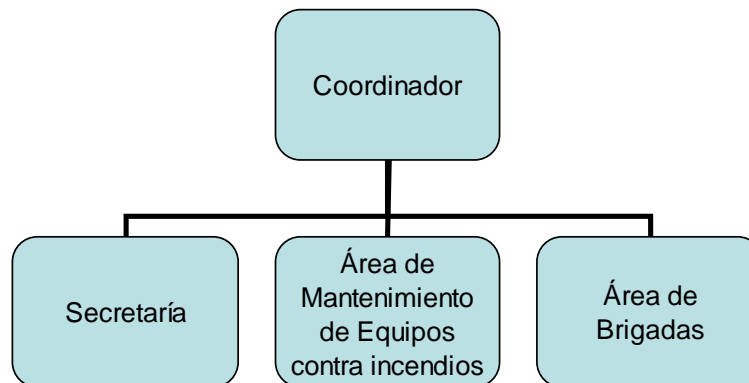 Coordinador
Secretaría
Área de
Mantenimiento
de Equipos
contra incendios
Área de
Brigadas